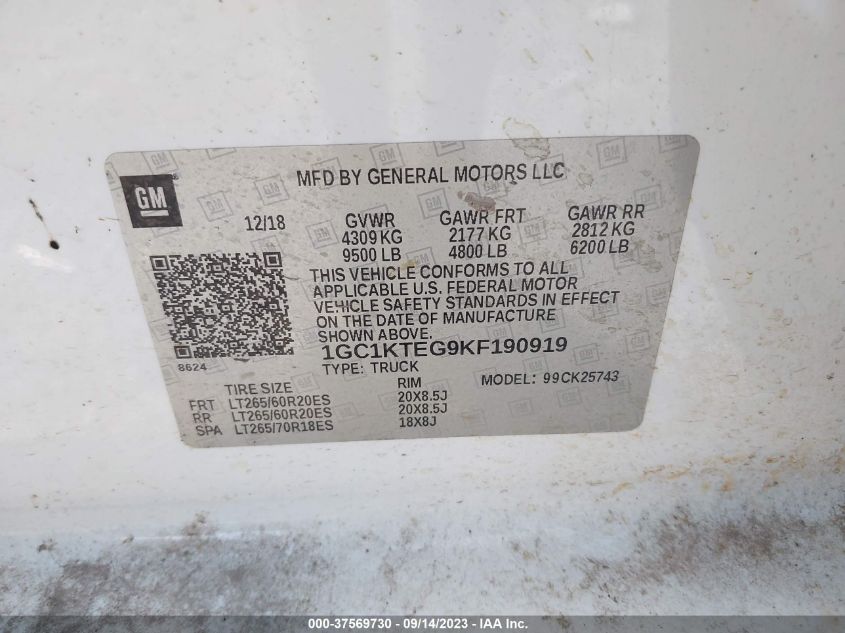 MFD BY GENERAL MOTORS LLC
GM
12/18 GVWR GAWR FRT GAWR RR
4309 KG 2177 KG 2812 KG
9500 LB 4800 LB 6200 LB
THIS VEHICLE CONFORMS TO ALL
APPLICABLE U.S. FEDERAL MOTOR
VEHICLE SAFETY STANDARDS IN EFFECT
ON THE DATE OF MANUFACTURE
SHOWN ABOVE.
1GC1KTEG9KF190919
8624
TYPE: TRUCK MODEL: 99CK25743
TIRE SIZE RIM
FRT LT265/60R20ES 20X8.5J
RR LT265/60R20ES 20X8.5J
SPA LT265/70R18ES 18X8J
000-37569730 - 09/14/2023 - IAA Inc.